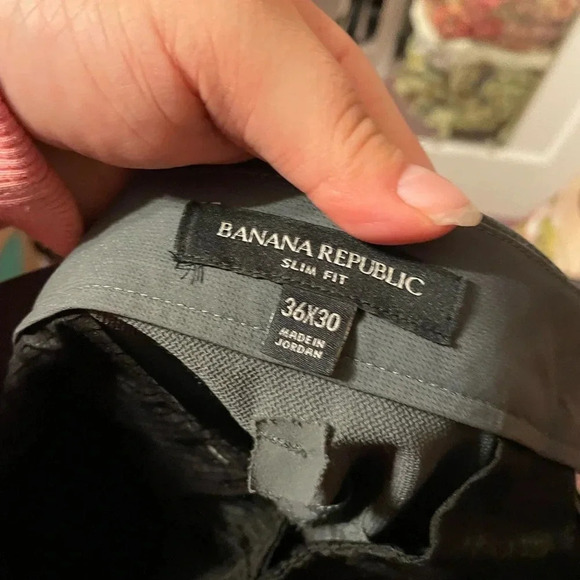 BANANA REPUBLIC
SLIM FIT
36X30
MADE IN
JORDAN